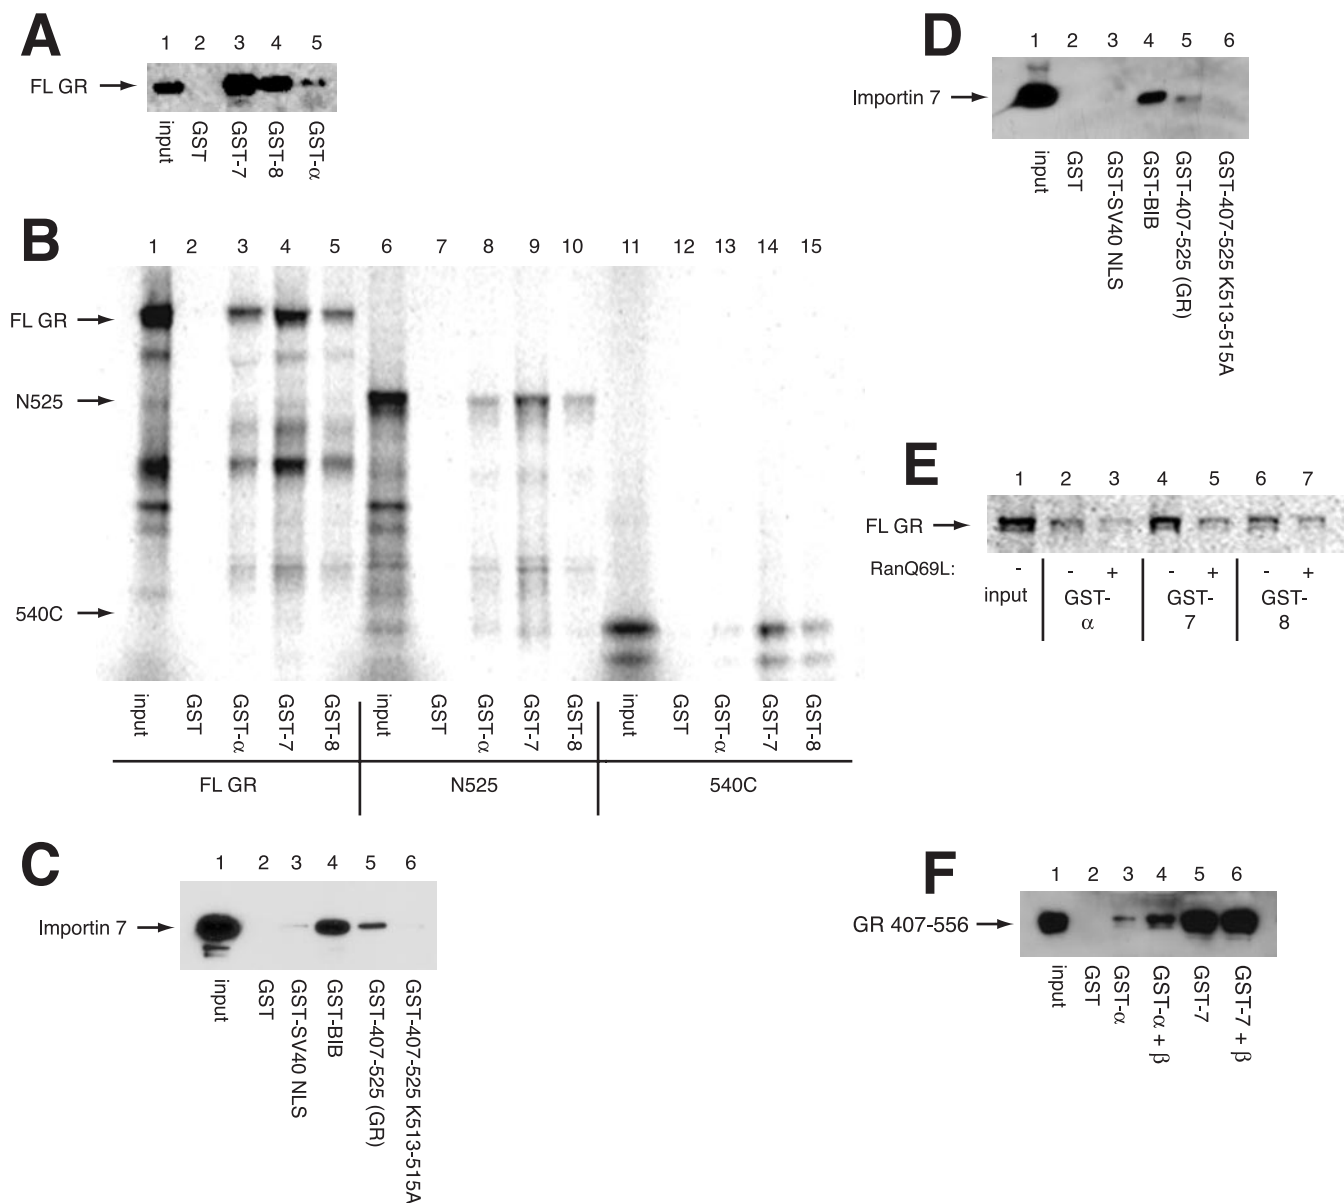 A
1 2 3 4 5
FL GR
input
GST
GST-7
GST-8
GST-α
B
1 2 3 4 5 6 7 8 9 10 11 12 13 14 15
FL GR
N525
540C
input
GST
GST-α
GST-7
GST-8
input
GST
GST-α
GST-7
GST-8
input
GST
GST-α
GST-7
GST-8
FL GR
N525
540C
C
1 2 3 4 5 6
Importin 7
input
GST
GST-SV40 NLS
GST-BIB
GST-407-525 (GR)
GST-407-525 K513-515A
D
1 2 3 4 5 6
Importin 7
input
GST
GST-SV40 NLS
GST-BIB
GST-407-525 (GR)
GST-407-525 K513-515A
E
1 2 3 4 5 6 7
FL GR
RanQ69L: - - + - + - +
input GST- GST- GST-
α 7 8
F
1 2 3 4 5 6
GR 407-556
input
GST
GST-α
GST-α + β
GST-7
GST-7 + β